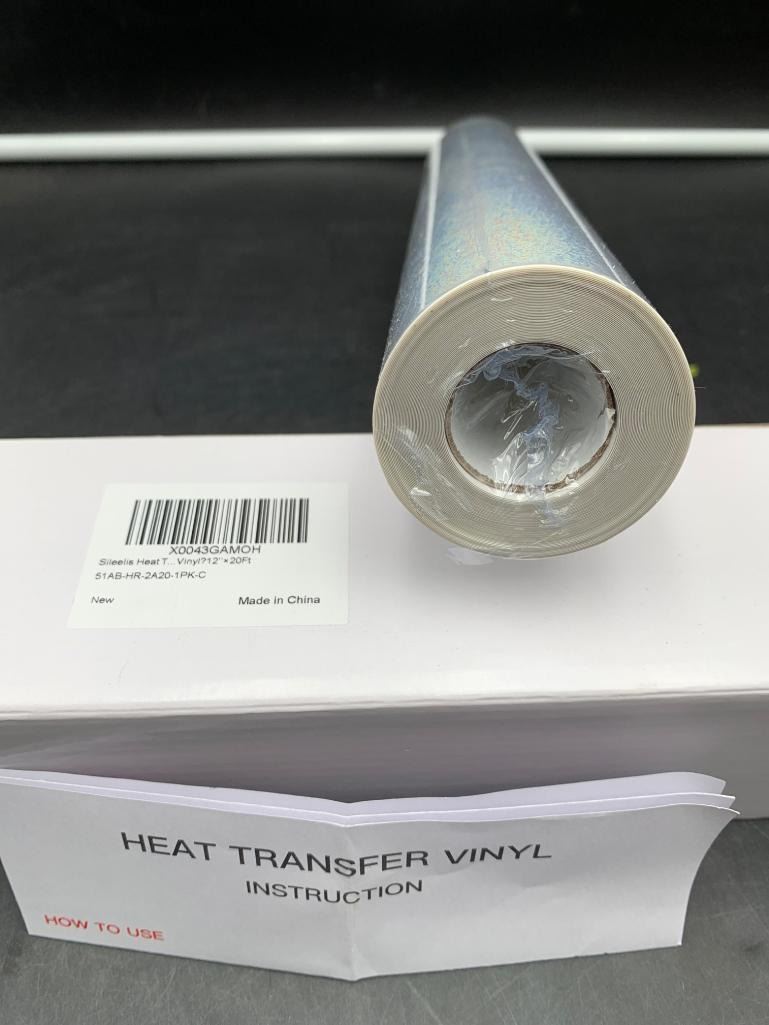 X0043GAMOH
Sileelis Heat T... Vinyl?12''×20Ft
51AB-HR-2A20-1PK-C
New Made in China
HEAT TRANSFER VINYL
INSTRUCTION
HOW TO USE